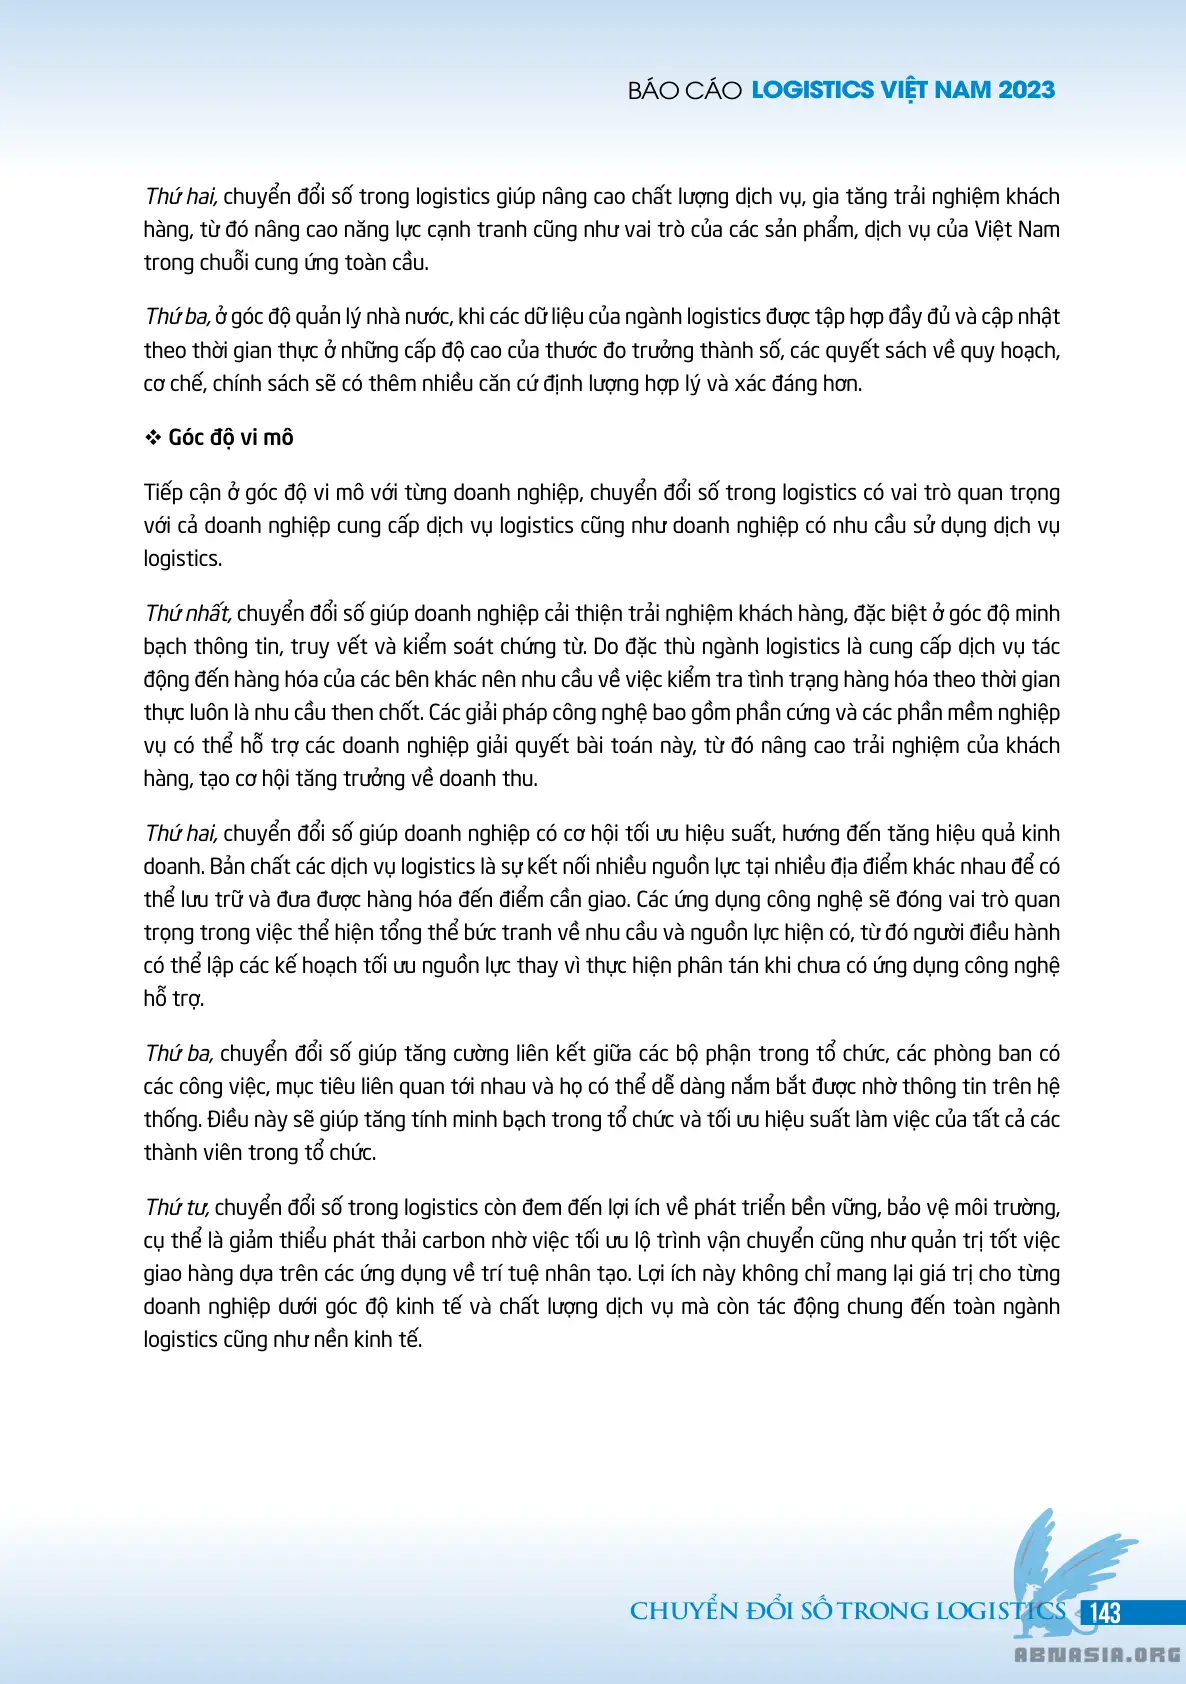 BÁO CÁO LOGISTICS VIỆT NAM 2023
Thứ hai, chuyển đổi số trong logistics giúp nâng cao chất lượng dịch vụ, gia tăng trải nghiệm khách
hàng, từ đó nâng cao năng lực cạnh tranh cũng như vai trò của các sản phẩm, dịch vụ của Việt Nam
trong chuỗi cung ứng toàn cầu.
Thứ ba, ở góc độ quản lý nhà nước, khi các dữ liệu của ngành logistics được tập hợp đầy đủ và cập nhật
theo thời gian thực ở những cấp độ cao của thước đo trưởng thành số, các quyết sách về quy hoạch,
cơ chế, chính sách sẽ có thêm nhiều căn cứ định lượng hợp lý và xác đáng hơn.
❖ Góc độ vi mô
Tiếp cận ở góc độ vi mô với từng doanh nghiệp, chuyển đổi số trong logistics có vai trò quan trọng
với cả doanh nghiệp cung cấp dịch vụ logistics cũng như doanh nghiệp có nhu cầu sử dụng dịch vụ
logistics.
Thứ nhất, chuyển đổi số giúp doanh nghiệp cải thiện trải nghiệm khách hàng, đặc biệt ở góc độ minh
bạch thông tin, truy vết và kiểm soát chứng từ. Do đặc thù ngành logistics là cung cấp dịch vụ tác
động đến hàng hóa của các bên khác nên nhu cầu về việc kiểm tra tình trạng hàng hóa theo thời gian
thực luôn là nhu cầu then chốt. Các giải pháp công nghệ bao gồm phần cứng và các phần mềm nghiệp
vụ có thể hỗ trợ các doanh nghiệp giải quyết bài toán này, từ đó nâng cao trải nghiệm của khách
hàng, tạo cơ hội tăng trưởng về doanh thu.
Thứ hai, chuyển đổi số giúp doanh nghiệp có cơ hội tối ưu hiệu suất, hướng đến tăng hiệu quả kinh
doanh. Bản chất các dịch vụ logistics là sự kết nối nhiều nguồn lực tại nhiều địa điểm khác nhau để có
thể lưu trữ và đưa được hàng hóa đến điểm cần giao. Các ứng dụng công nghệ sẽ đóng vai trò quan
trọng trong việc thể hiện tổng thể bức tranh về nhu cầu và nguồn lực hiện có, từ đó người điều hành
có thể lập các kế hoạch tối ưu nguồn lực thay vì thực hiện phân tán khi chưa có ứng dụng công nghệ
hỗ trợ.
Thứ ba, chuyển đổi số giúp tăng cường liên kết giữa các bộ phận trong tổ chức, các phòng ban có
các công việc, mục tiêu liên quan tới nhau và họ có thể dễ dàng nắm bắt được nhờ thông tin trên hệ
thống. Điều này sẽ giúp tăng tính minh bạch trong tổ chức và tối ưu hiệu suất làm việc của tất cả các
thành viên trong tổ chức.
Thứ tư, chuyển đổi số trong logistics còn đem đến lợi ích về phát triển bền vững, bảo vệ môi trường,
cụ thể là giảm thiểu phát thải carbon nhờ việc tối ưu lộ trình vận chuyển cũng như quản trị tốt việc
giao hàng dựa trên các ứng dụng về trí tuệ nhân tạo. Lợi ích này không chỉ mang lại giá trị cho từng
doanh nghiệp dưới góc độ kinh tế và chất lượng dịch vụ mà còn tác động chung đến toàn ngành
logistics cũng như nền kinh tế.
CHUYỂN ĐỔI SỐ TRONG LOGISTICS 143
ABNASIA.ORG